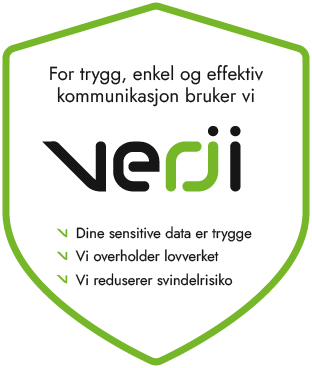 For trygg, enkel og effektiv
kommunikasjon bruker vi
verji
Dine sensitive data er trygge
Vi overholder lovverket
Vi reduserer svindelrisiko